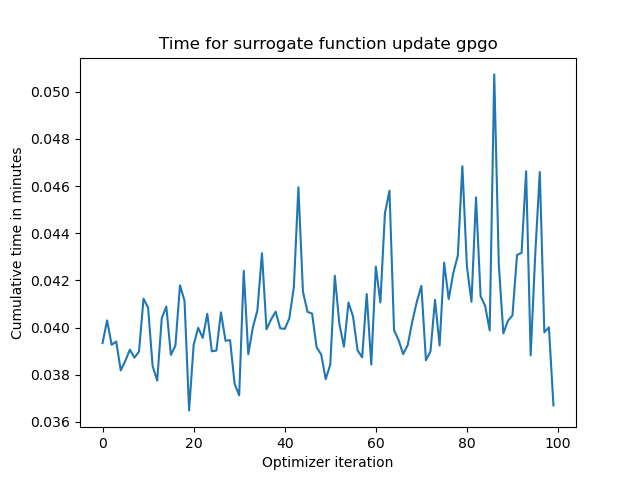 Time for surrogate function update gpgo
Cumulative time in minutes
0.050
0.048
0.046
0.044
0.042
0.040
0.038
0.036
0 20 40 60 80 100
Optimizer iteration